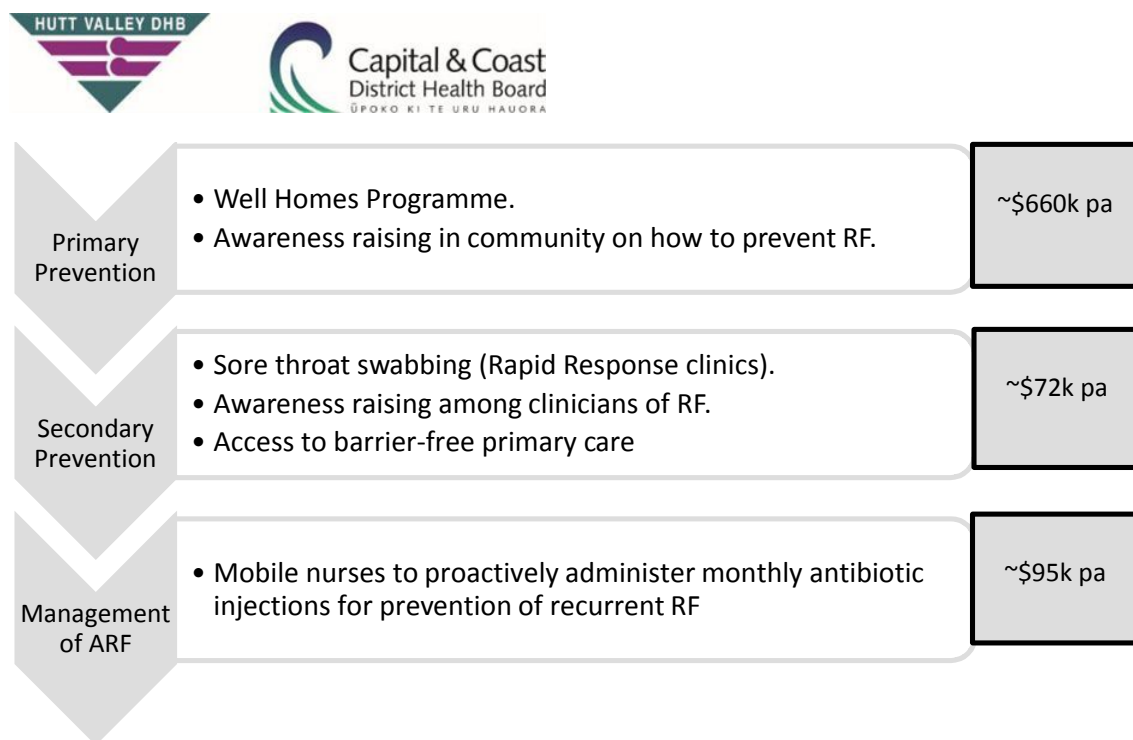 HUTT VALLEY DHB
Capital & Coast
District Health Board
ŪPOKO KI TE URU HAUORA
Primary
Prevention
• Well Homes Programme.
• Awareness raising in community on how to prevent RF.
~$660k pa
Secondary
Prevention
• Sore throat swabbing (Rapid Response clinics).
• Awareness raising among clinicians of RF.
• Access to barrier-free primary care
~$72k pa
Management
of ARF
• Mobile nurses to proactively administer monthly antibiotic
injections for prevention of recurrent RF
~$95k pa